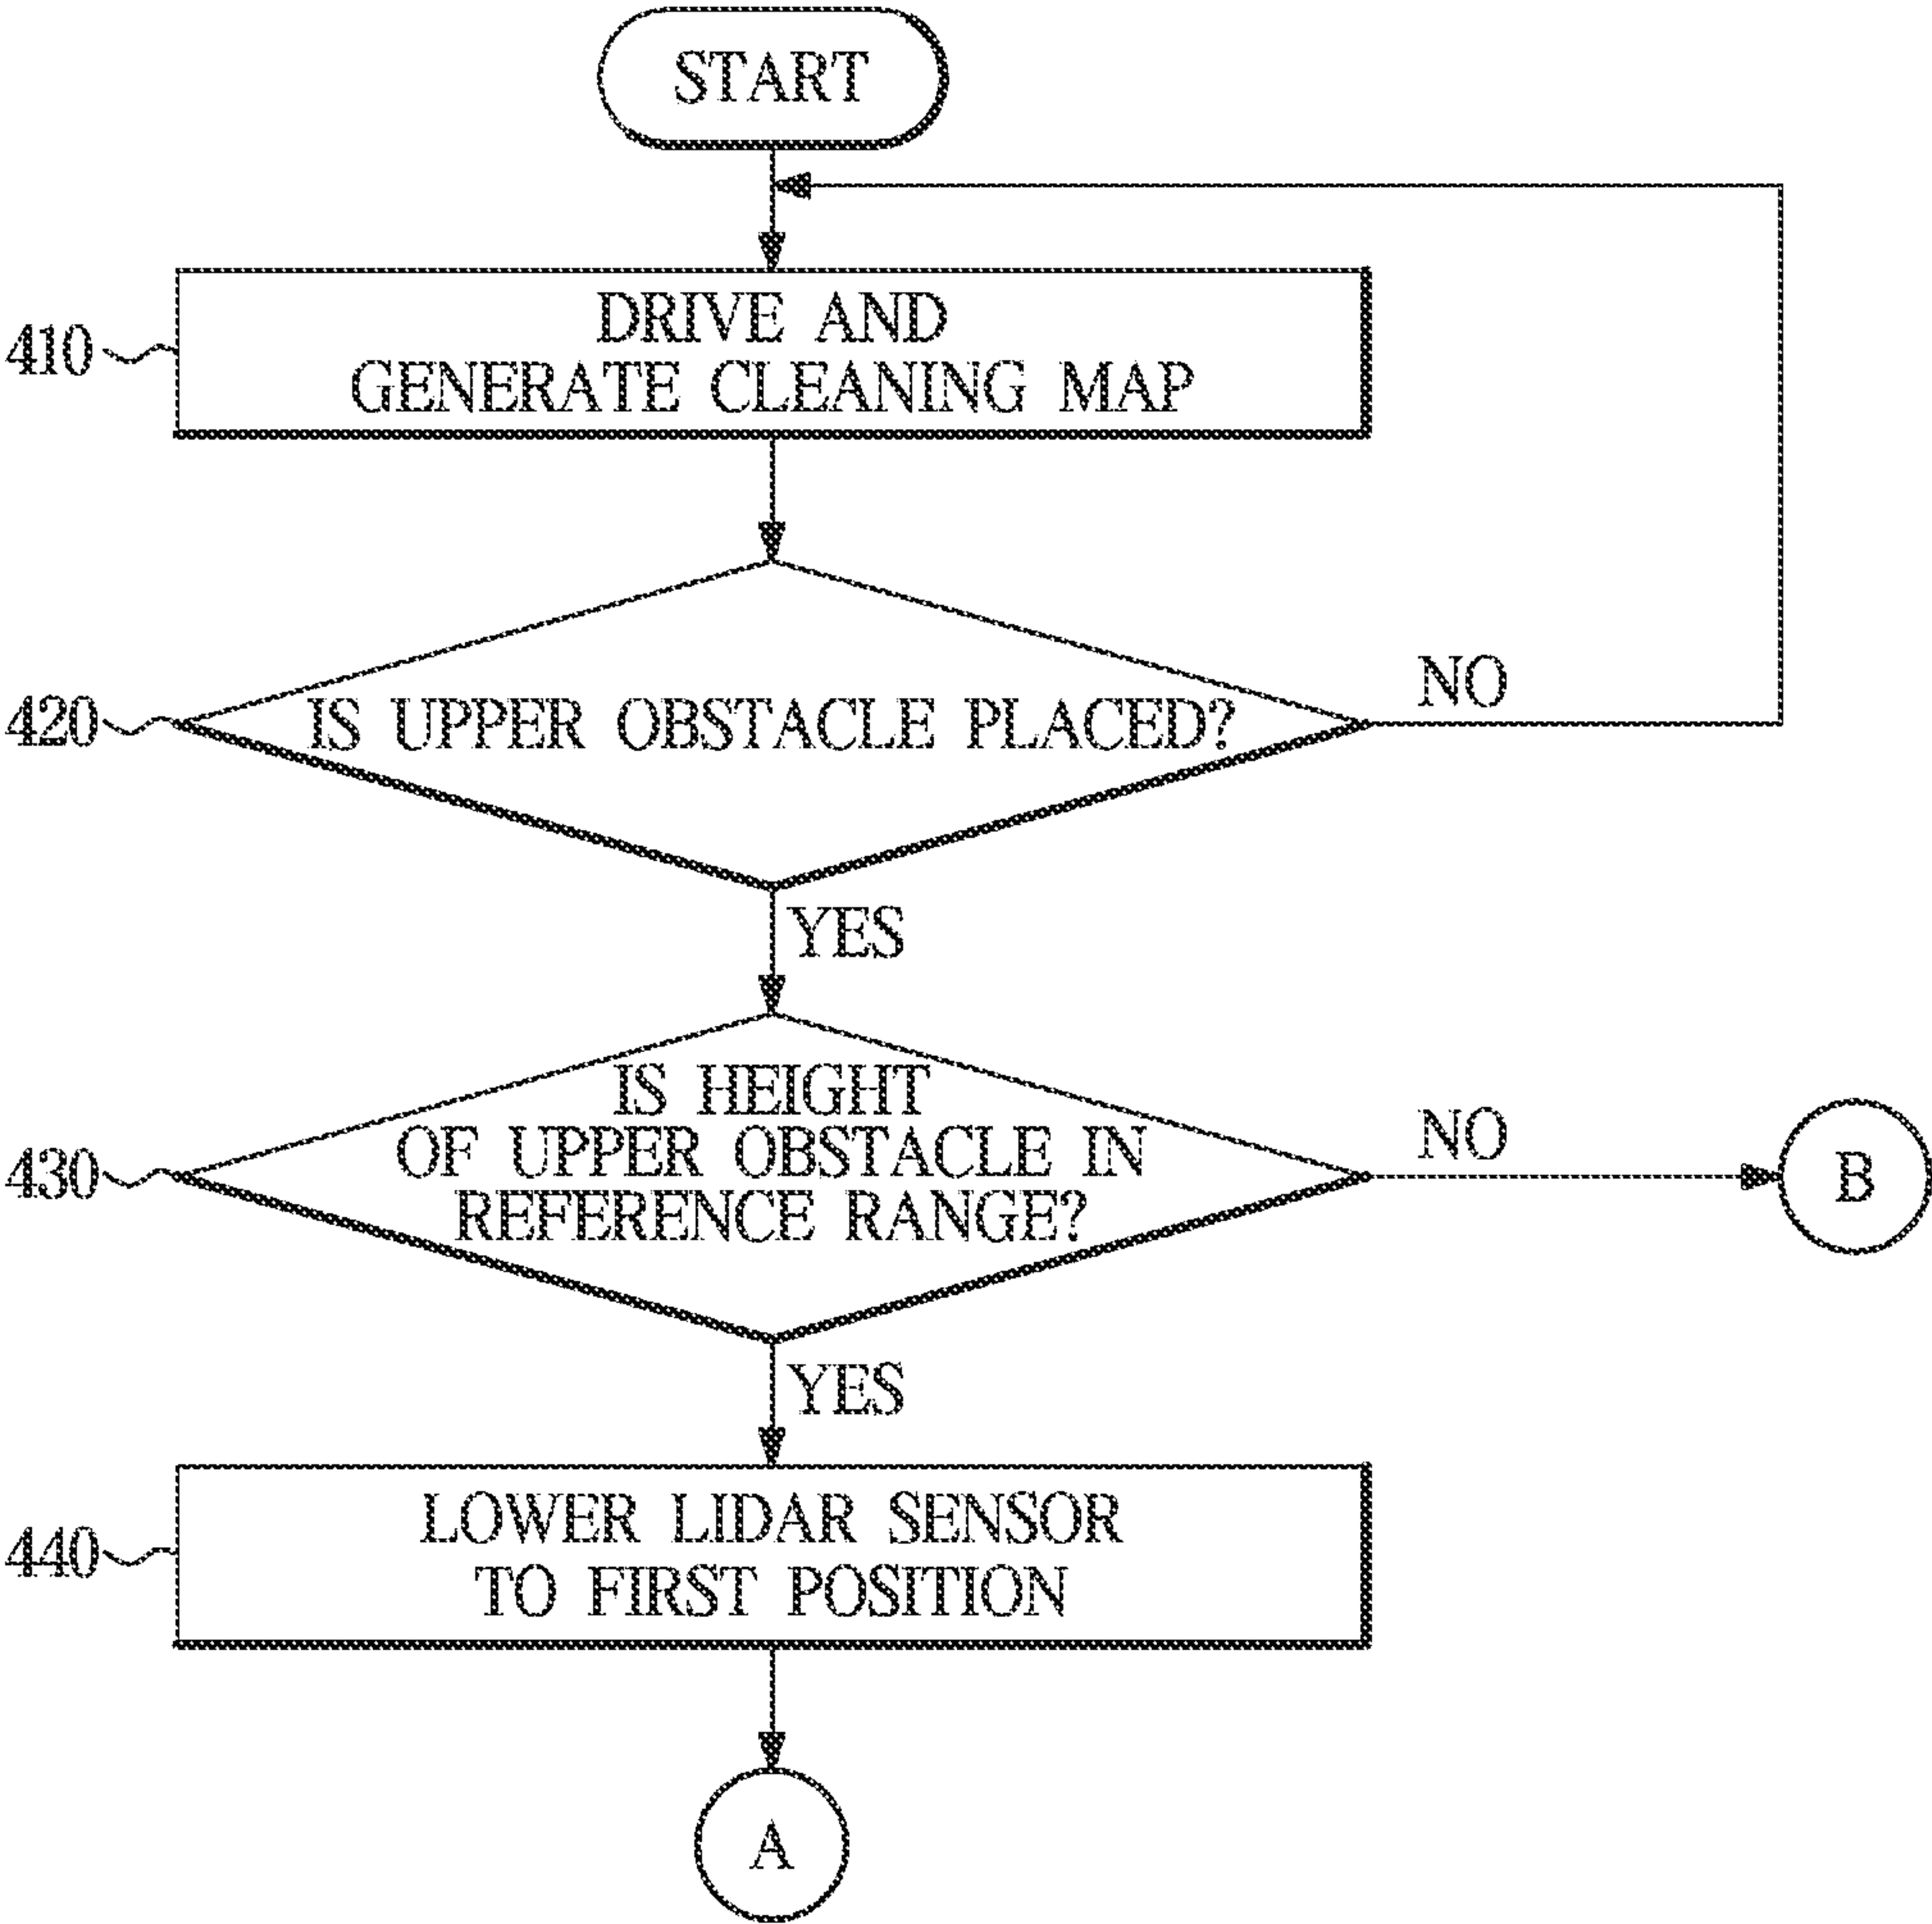 START
410
DRIVE AND
GENERATE CLEANING MAP
420
IS UPPER OBSTACLE PLACED?
NO
YES
430
IS HEIGHT
OF UPPER OBSTACLE IN
REFERENCE RANGE?
NO
B
YES
440
LOWER LIDAR SENSOR
TO FIRST POSITION
A